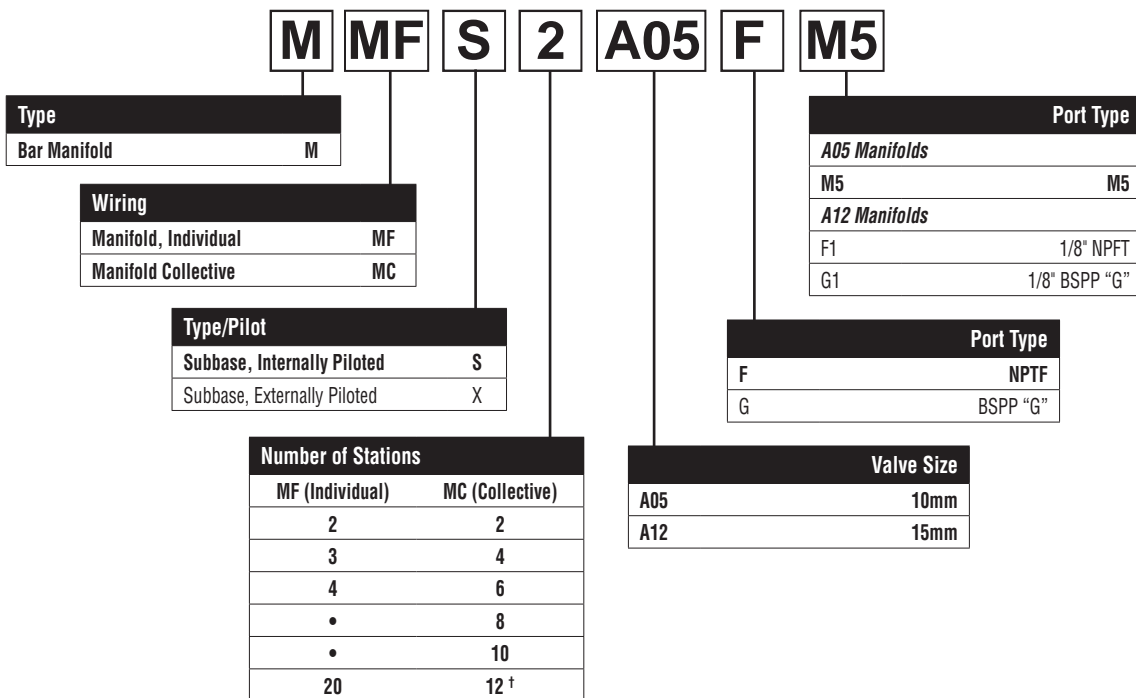 M MF S 2 A05 F M5
Type
Bar Manifold M
Wiring
Manifold, Individual MF
Manifold Collective MC
Type/Pilot
Subbase, Internally Piloted S
Subbase, Externally Piloted X
Number of Stations
MF (Individual) MC (Collective)
2 2
3 4
4 6
• 8
• 10
20 12 †
Port Type
A05 Manifolds
M5 M5
A12 Manifolds
F1 1/8" NPFT
G1 1/8" BSPP “G”
Port Type
F NPTF
G BSPP “G”
Valve Size
A05 10mm
A12 15mm